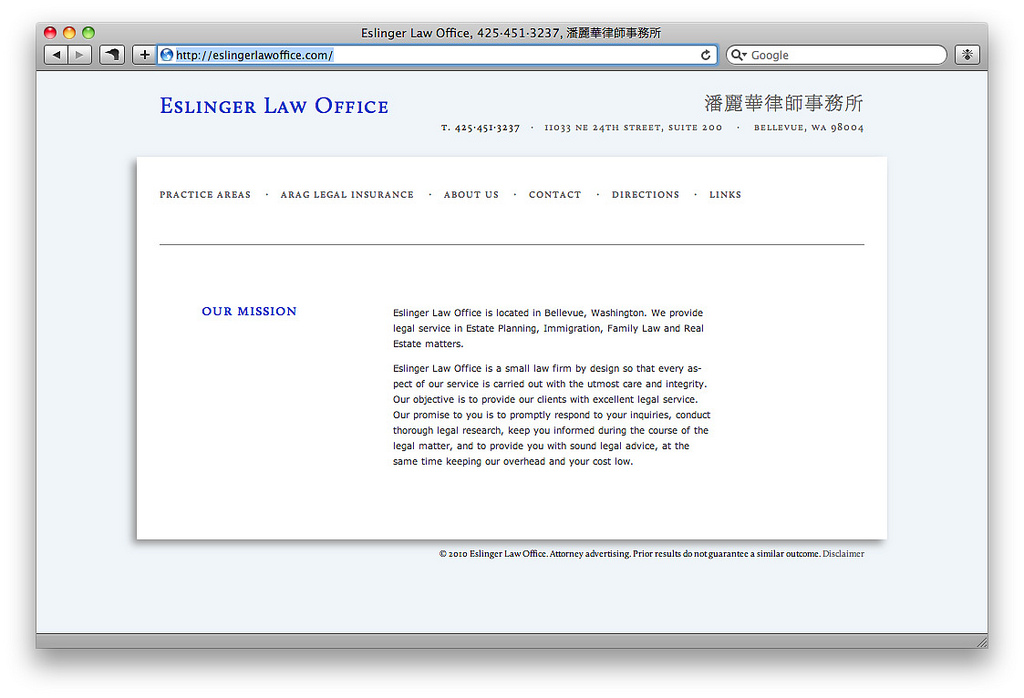 Eslinger Law Office, 425·451·3237, 潘麗華律師事務所
http://eslingerlawoffice.com/
Google
Eslinger Law Office
潘麗華律師事務所
T. 425·451·3237 · 11033 NE 24TH STREET, SUITE 200 · BELLEVUE, WA 98004
PRACTICE AREAS · ARAG LEGAL INSURANCE · ABOUT US · CONTACT · DIRECTIONS · LINKS
OUR MISSION
Eslinger Law Office is located in Bellevue, Washington. We provide
legal service in Estate Planning, Immigration, Family Law and Real
Estate matters.
Eslinger Law Office is a small law firm by design so that every as-
pect of our service is carried out with the utmost care and integrity.
Our objective is to provide our clients with excellent legal service.
Our promise to you is to promptly respond to your inquiries, conduct
thorough legal research, keep you informed during the course of the
legal matter, and to provide you with sound legal advice, at the
same time keeping our overhead and your cost low.
© 2010 Eslinger Law Office. Attorney advertising. Prior results do not guarantee a similar outcome. Disclaimer